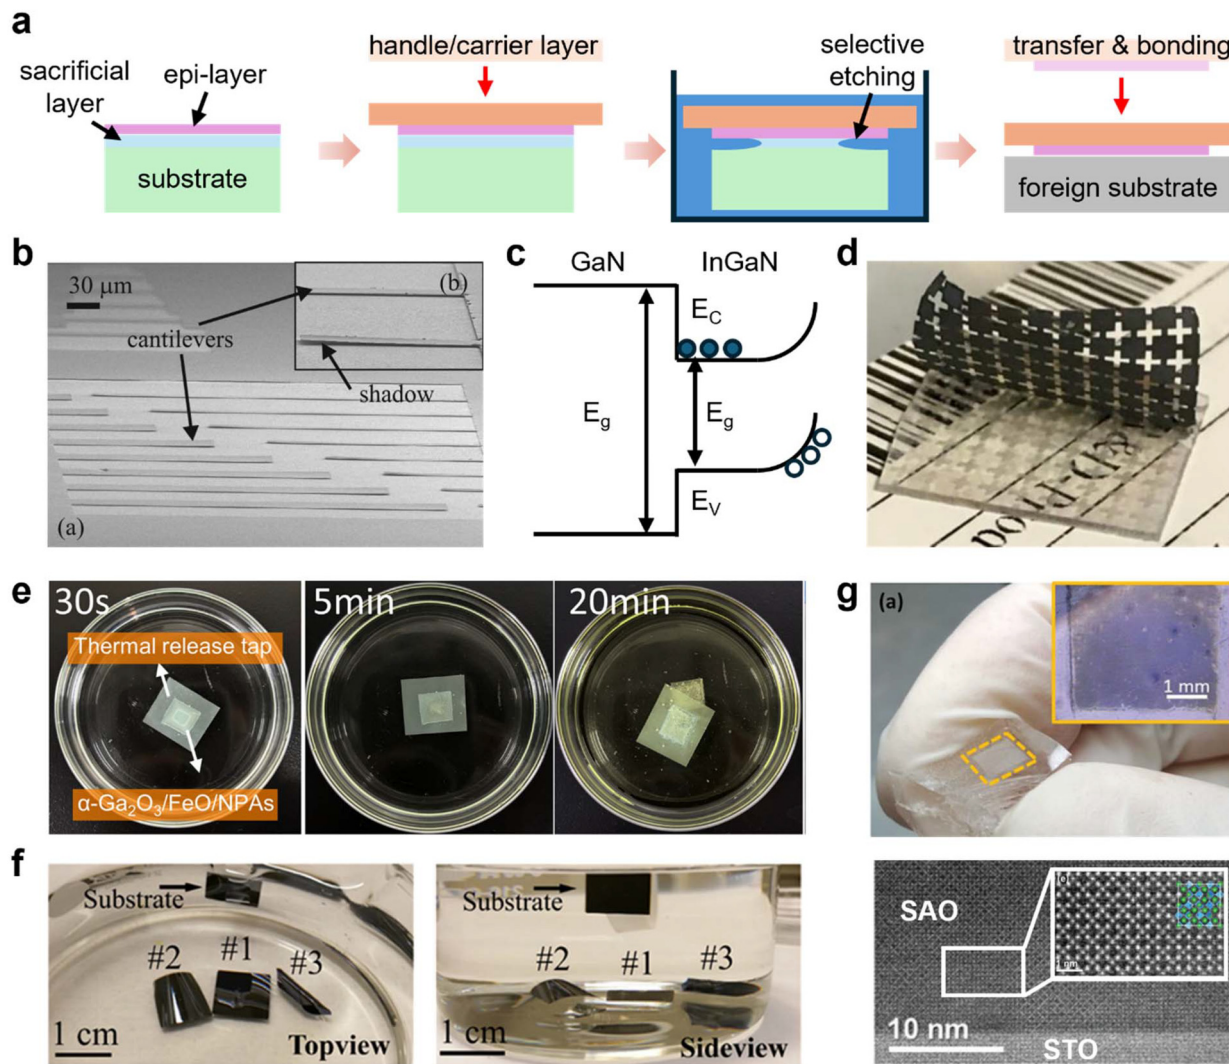 a
sacrificial
layer
epi-layer
substrate
handle/carrier layer
selective
etching
transfer & bonding
foreign substrate
b
30 μm
(b)
cantilevers
shadow
(a)
c
GaN
InGaN
E_C
E_g
E_g
E_V
d
e
30s
Thermal release tap
α-Ga₂O₃/FeO/NPAs
5min
20min
f
Substrate
#2
#1
#3
1 cm
Topview
Substrate
#2
#1
#3
1 cm
Sideview
g
(a)
1 mm
SAO
10 nm
STO